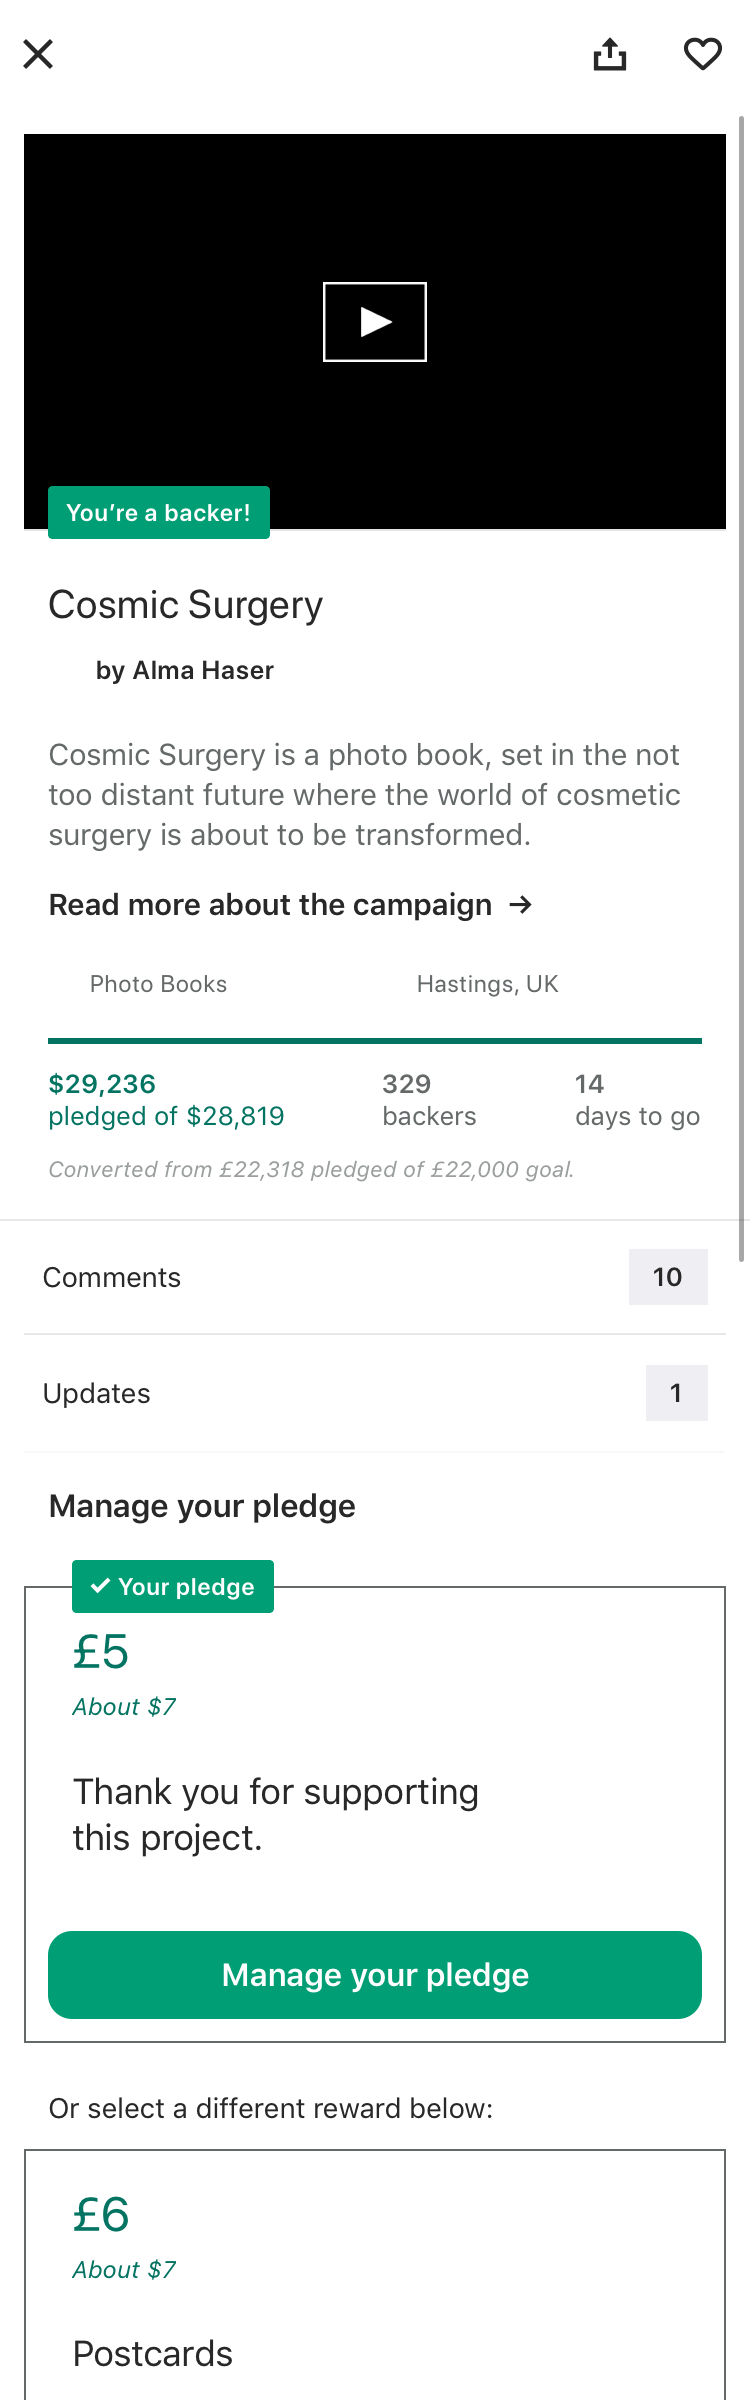 You’re a backer!
Cosmic Surgery
by Alma Haser
Cosmic Surgery is a photo book, set in the not
too distant future where the world of cosmetic
surgery is about to be transformed.
Read more about the campaign →
Photo Books Hastings, UK
$29,236 329 14
pledged of $28,819 backers days to go
Converted from £22,318 pledged of £22,000 goal.
Comments 10
Updates 1
Manage your pledge
Your pledge
£5
About $7
Thank you for supporting
this project.
Manage your pledge
Or select a different reward below:
£6
About $7
Postcards